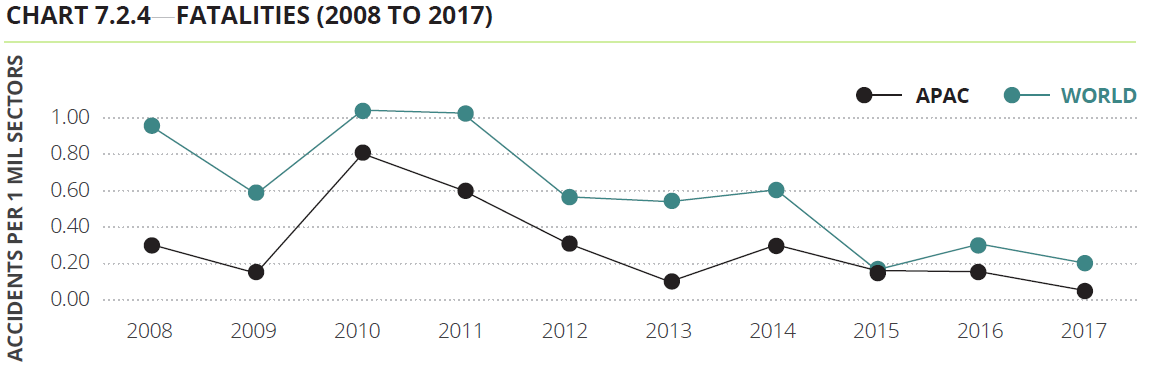 CHART 7.2.4—FATALITIES (2008 TO 2017)
ACCIDENTS PER 1 MIL SECTORS
APAC WORLD
1.00
0.80
0.60
0.40
0.20
0.00
2008 2009 2010 2011 2012 2013 2014 2015 2016 2017